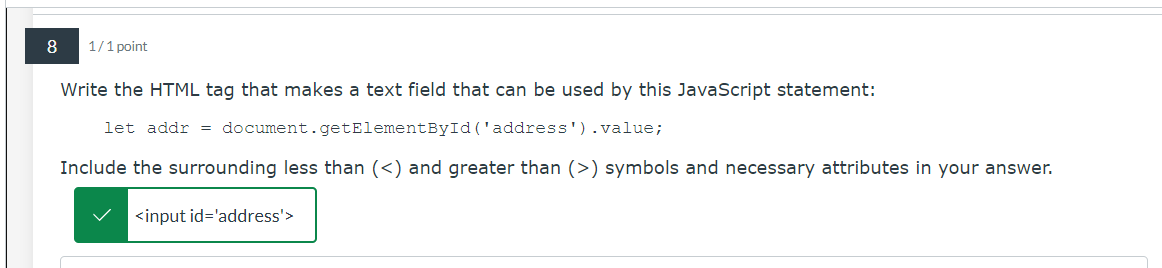 8
1 / 1 point
Write the HTML tag that makes a text field that can be used by this JavaScript statement:
let addr = document.getElementById('address').value;
Include the surrounding less than (<) and greater than (>) symbols and necessary attributes in your answer.
<input id='address'>